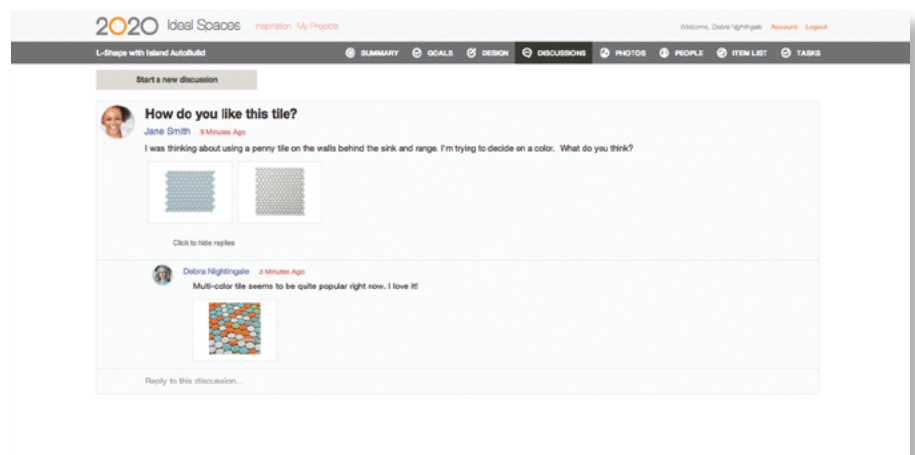 2020 Ideal Spaces Inspiration My Projects Welcome, Debra Nightingale Account Logout
L-Shape with Island AutoBuild SUMMARY GOALS DESIGN DISCUSSIONS PHOTOS PEOPLE ITEM LIST TASKS
Start a new discussion
How do you like this tile?
Jane Smith 9 Minutes Ago
I was thinking about using a penny tile on the walls behind the sink and range. I'm trying to decide on a color. What do you think?
Click to hide replies
Debra Nightingale 3 Minutes Ago
Multi-color tile seems to be quite popular right now. I love it!
Reply to this discussion...